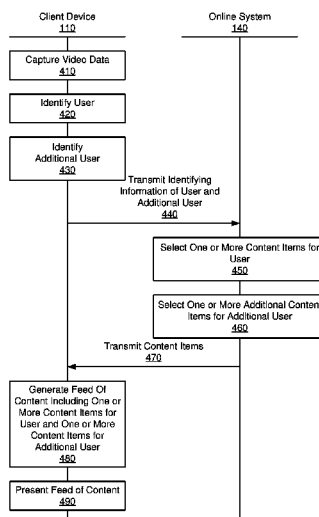 Client Device
110
Online System
140
Capture Video Data
410
Identify User
420
Identify
Additional User
430
Transmit Identifying
Information of User and
Additional User
440
Select One or More Content Items for
User
450
Select One or More Additional Content
Items for Additional User
460
Transmit Content Items
470
Generate Feed Of
Content Including One or
More Content Items for
User and One or More
Content Items for
Additional User
480
Present Feed of Content
490